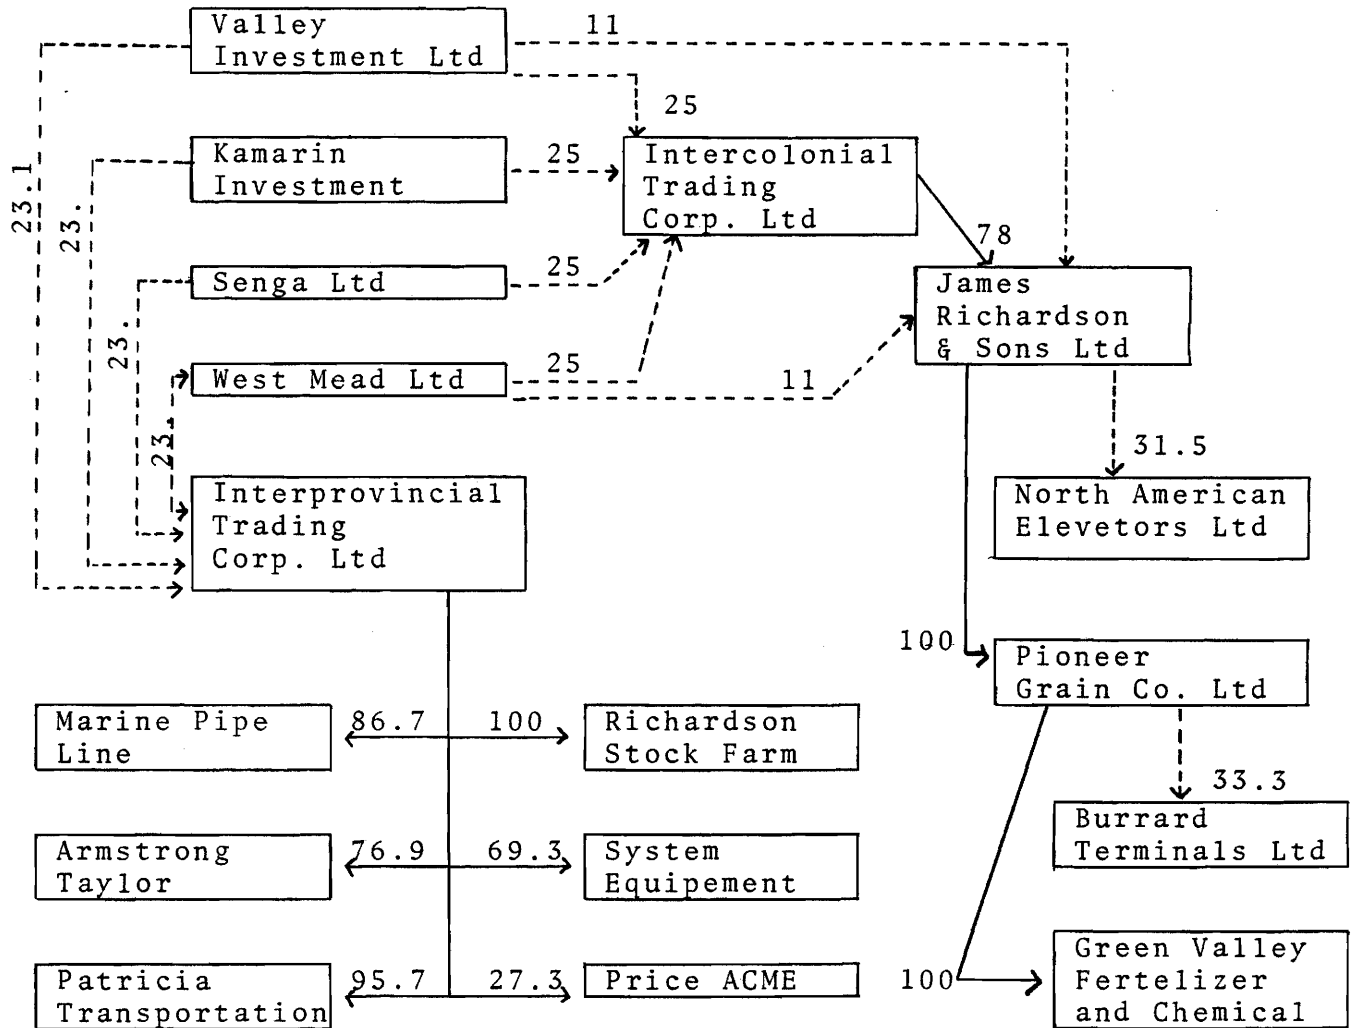 Valley
Investment Ltd
11
25
Kamarin
Investment
25
Intercolonial
Trading
Corp. Ltd
23.1
23.
78
Senga Ltd
25
James
Richardson
& Sons Ltd
23.
West Mead Ltd
25
11
23.
31.5
Interprovincial
Trading
Corp. Ltd
North American
Elevetors Ltd
100
Pioneer
Grain Co. Ltd
Marine Pipe
Line
86.7
100
Richardson
Stock Farm
33.3
Burrard
Terminals Ltd
Armstrong
Taylor
76.9
69.3
System
Equipement
Patricia
Transportation
95.7
27.3
Price ACME
100
Green Valley
Fertelizer
and Chemical